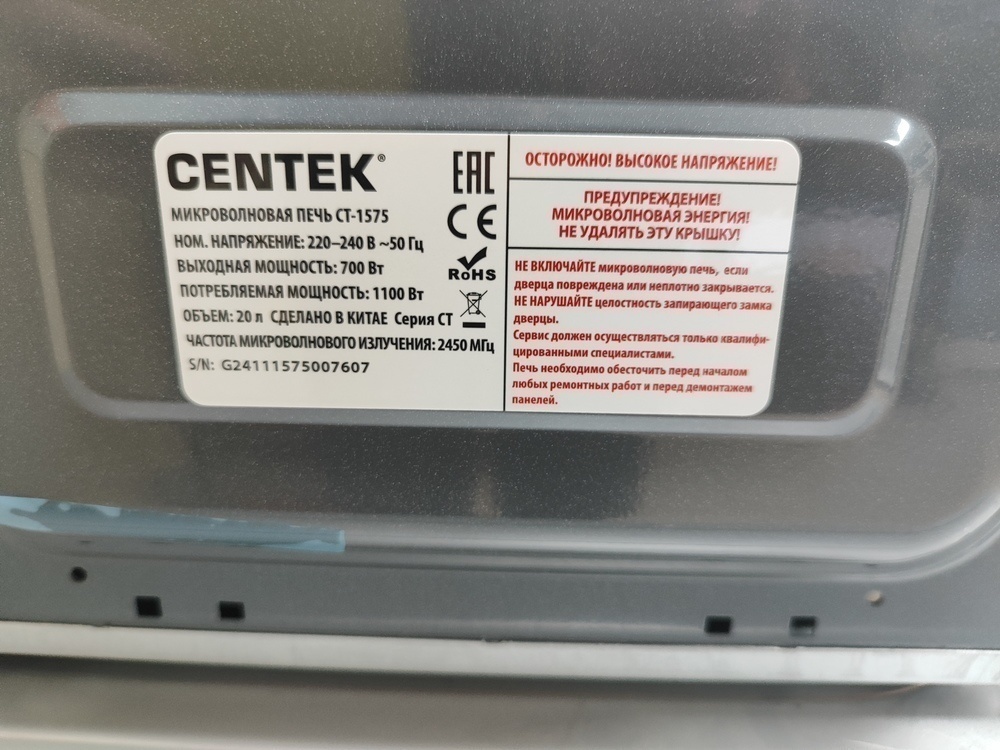 CENTEK®
МИКРОВОЛНОВАЯ ПЕЧЬ CT-1575
НОМ. НАПРЯЖЕНИЕ: 220–240 В ~50 Гц
ВЫХОДНАЯ МОЩНОСТЬ: 700 Вт
ПОТРЕБЛЯЕМАЯ МОЩНОСТЬ: 1100 Вт
ОБЪЕМ: 20 л СДЕЛАНО В КИТАЕ Серия СТ
ЧАСТОТА МИКРОВОЛНОВОГО ИЗЛУЧЕНИЯ: 2450 МГц
S/N: G24111575007607
EAC
CE
RoHS
ОСТОРОЖНО! ВЫСОКОЕ НАПРЯЖЕНИЕ!
ПРЕДУПРЕЖДЕНИЕ!
МИКРОВОЛНОВАЯ ЭНЕРГИЯ!
НЕ УДАЛЯТЬ ЭТУ КРЫШКУ!
НЕ ВКЛЮЧАЙТЕ микроволновую печь, если
дверца повреждена или неплотно закрывается.
НЕ НАРУШАЙТЕ целостность запирающего замка
дверцы.
Сервис должен осуществляться только квалифи-
цированными специалистами.
Печь необходимо обесточить перед началом
любых ремонтных работ и перед демонтажем
панелей.